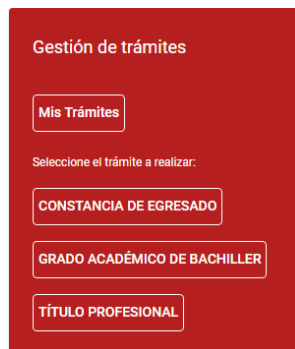 Gestión de trámites
Mis Trámites
Seleccione el trámite a realizar:
CONSTANCIA DE EGRESADO
GRADO ACADÉMICO DE BACHILLER
TÍTULO PROFESIONAL